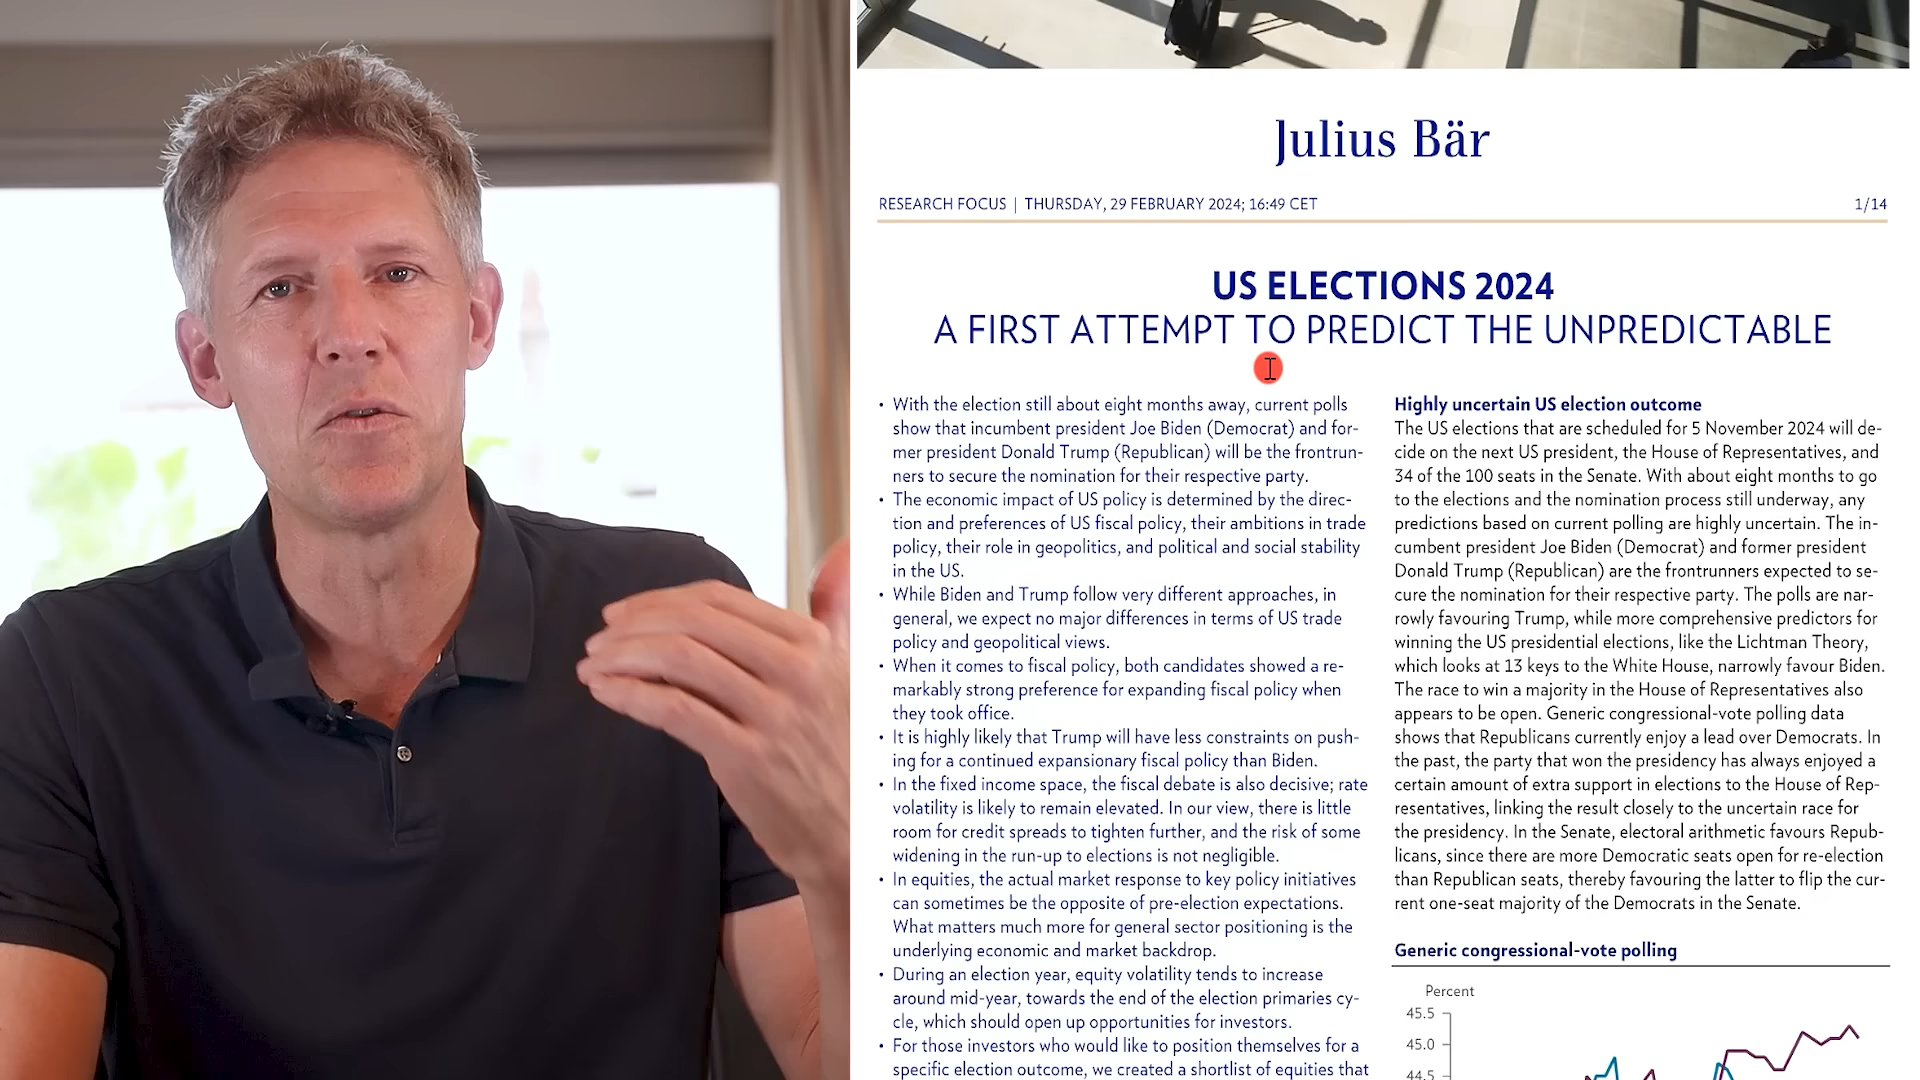 Julius Bär
RESEARCH FOCUS | THURSDAY, 29 FEBRUARY 2024; 16:49 CET
1/14
US ELECTIONS 2024
A FIRST ATTEMPT TO PREDICT THE UNPREDICTABLE
• With the election still about eight months away, current polls
show that incumbent president Joe Biden (Democrat) and for-
mer president Donald Trump (Republican) will be the frontrun-
ners to secure the nomination for their respective party.
• The economic impact of US policy is determined by the direc-
tion and preferences of US fiscal policy, their ambitions in trade
policy, their role in geopolitics, and political and social stability
in the US.
• While Biden and Trump follow very different approaches, in
general, we expect no major differences in terms of US trade
policy and geopolitical views.
• When it comes to fiscal policy, both candidates showed a re-
markably strong preference for expanding fiscal policy when
they took office.
• It is highly likely that Trump will have less constraints on push-
ing for a continued expansionary fiscal policy than Biden.
• In the fixed income space, the fiscal debate is also decisive; rate
volatility is likely to remain elevated. In our view, there is little
room for credit spreads to tighten further, and the risk of some
widening in the run-up to elections is not negligible.
• In equities, the actual market response to key policy initiatives
can sometimes be the opposite of pre-election expectations.
What matters much more for general sector positioning is the
underlying economic and market backdrop.
• During an election year, equity volatility tends to increase
around mid-year, towards the end of the election primaries cy-
cle, which should open up opportunities for investors.
• For those investors who would like to position themselves for a
specific election outcome, we created a shortlist of equities that
Highly uncertain US election outcome
The US elections that are scheduled for 5 November 2024 will de-
cide on the next US president, the House of Representatives, and
34 of the 100 seats in the Senate. With about eight months to go
to the elections and the nomination process still underway, any
predictions based on current polling are highly uncertain. The in-
cumbent president Joe Biden (Democrat) and former president
Donald Trump (Republican) are the frontrunners expected to se-
cure the nomination for their respective party. The polls are nar-
rowly favouring Trump, while more comprehensive predictors for
winning the US presidential elections, like the Lichtman Theory,
which looks at 13 keys to the White House, narrowly favour Biden.
The race to win a majority in the House of Representatives also
appears to be open. Generic congressional-vote polling data
shows that Republicans currently enjoy a lead over Democrats. In
the past, the party that won the presidency has always enjoyed a
certain amount of extra support in elections to the House of Rep-
resentatives, linking the result closely to the uncertain race for
the presidency. In the Senate, electoral arithmetic favours Repub-
licans, since there are more Democratic seats open for re-election
than Republican seats, thereby favouring the latter to flip the cur-
rent one-seat majority of the Democrats in the Senate.
Generic congressional-vote polling
Percent
45.5
45.0
44.5